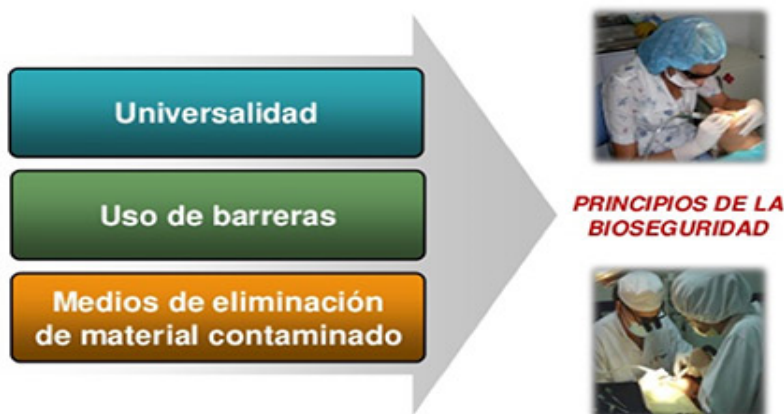 Universalidad
Uso de barreras
Medios de eliminación
de material contaminado
PRINCIPIOS DE LA
BIOSEGURIDAD